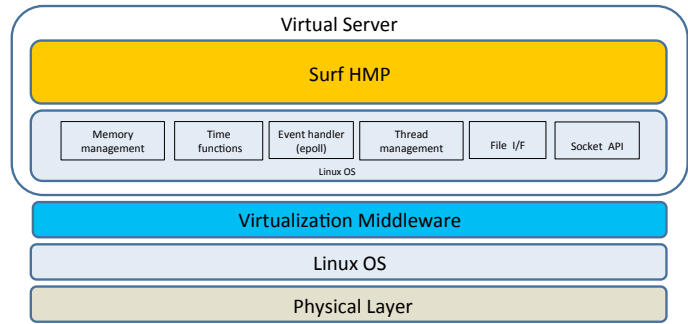 Virtual Server
Surf HMP
Memory management
Time functions
Event handler (epoll)
Thread management
File I/F
Socket API
Linux OS
Virtualization Middleware
Linux OS
Physical Layer